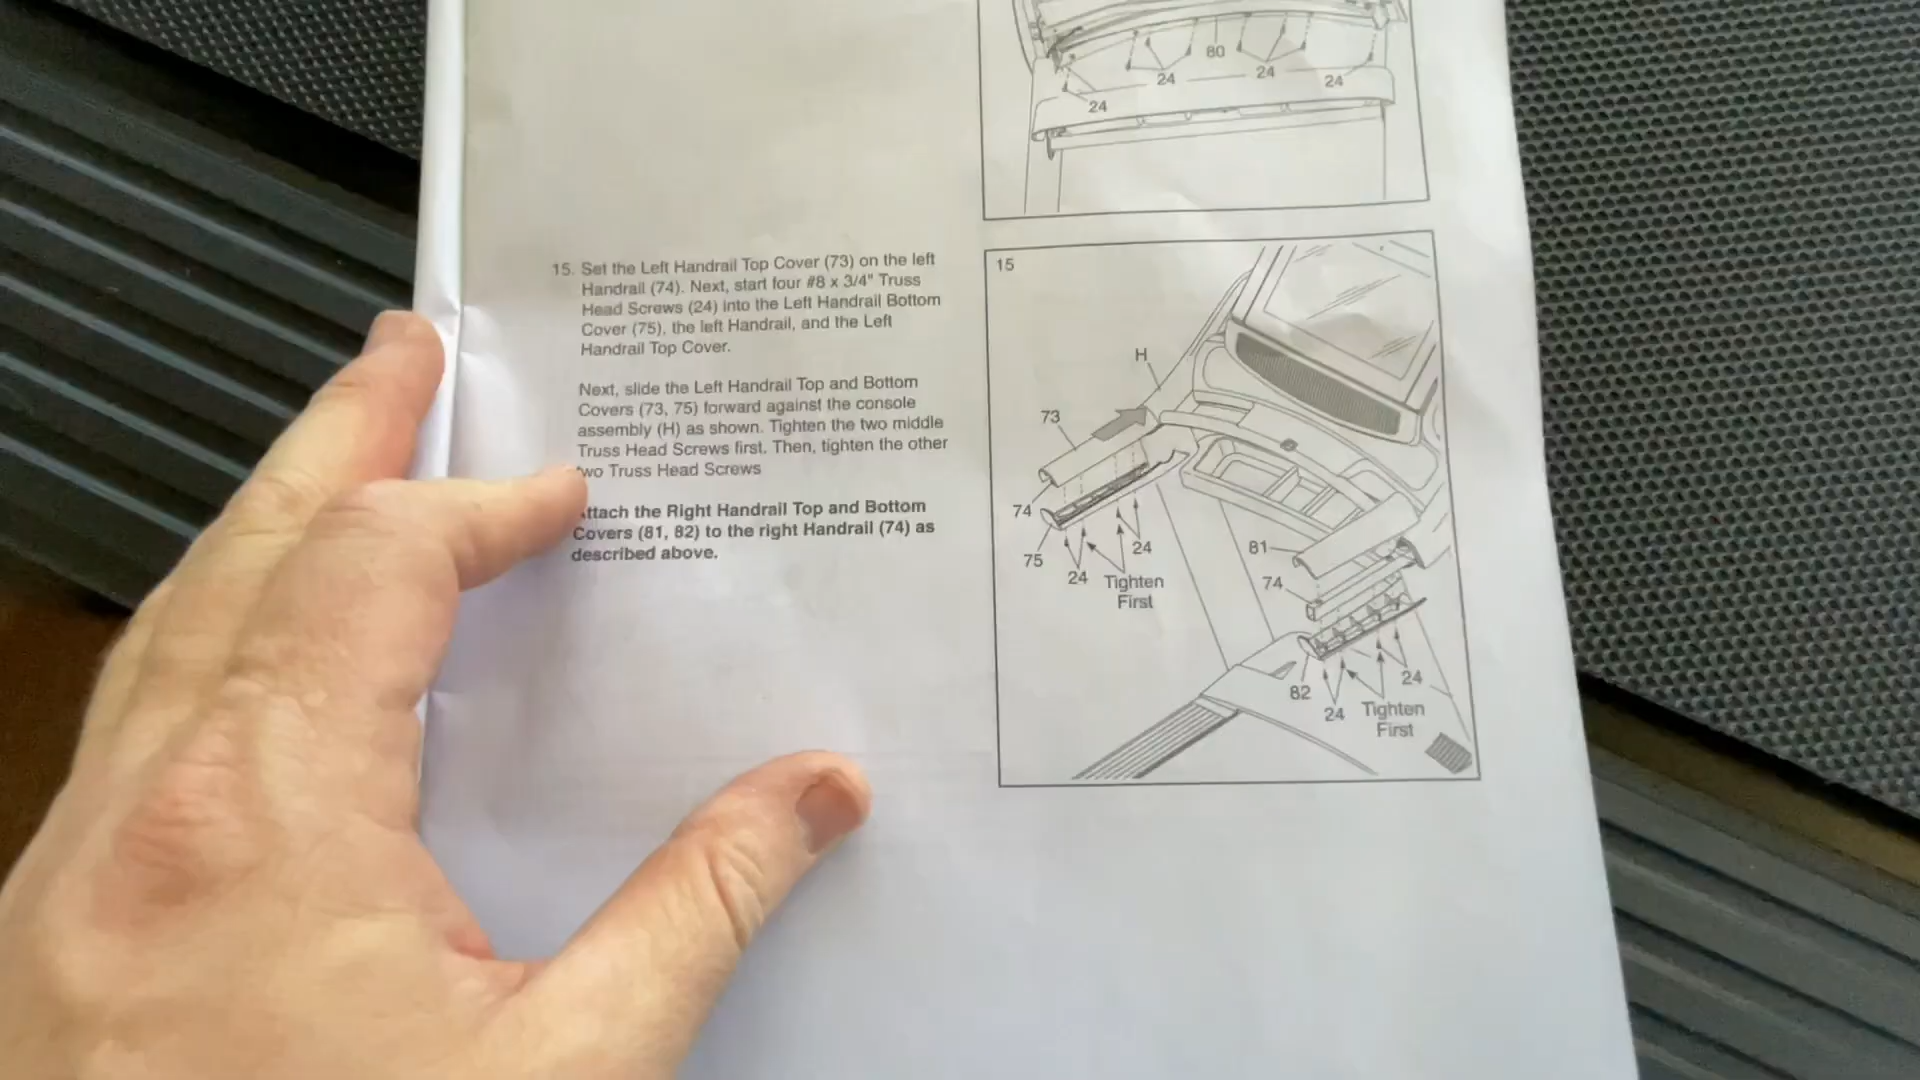 80
24
24
24
24
15. Set the Left Handrail Top Cover (73) on the left
Handrail (74). Next, start four #8 x 3/4" Truss
Head Screws (24) into the Left Handrail Bottom
Cover (75), the left Handrail, and the Left
Handrail Top Cover.
Next, slide the Left Handrail Top and Bottom
Covers (73, 75) forward against the console
assembly (H) as shown. Tighten the two middle
Truss Head Screws first. Then, tighten the other
two Truss Head Screws
Attach the Right Handrail Top and Bottom
Covers (81, 82) to the right Handrail (74) as
described above.
15
H
73
74
75
24
24
Tighten
First
81
74
82
24
24
Tighten
First